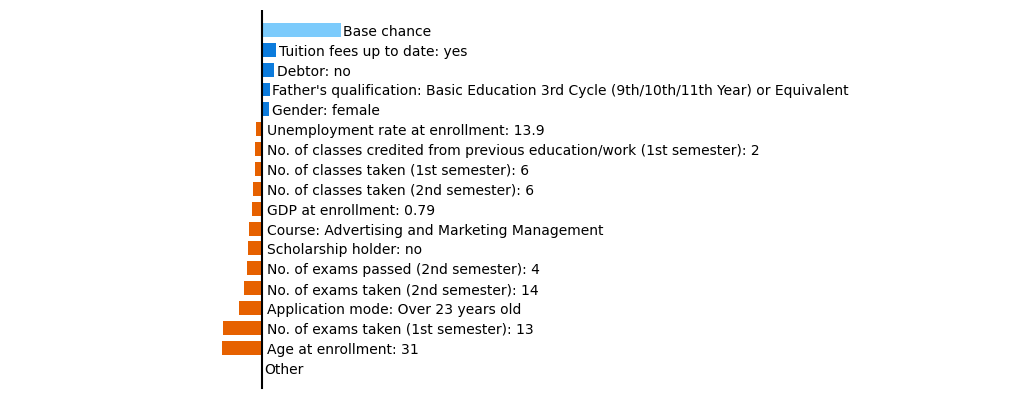 Base chance
Tuition fees up to date: yes
Debtor: no
Father's qualification: Basic Education 3rd Cycle (9th/10th/11th Year) or Equivalent
Gender: female
Unemployment rate at enrollment: 13.9
No. of classes credited from previous education/work (1st semester): 2
No. of classes taken (1st semester): 6
No. of classes taken (2nd semester): 6
GDP at enrollment: 0.79
Course: Advertising and Marketing Management
Scholarship holder: no
No. of exams passed (2nd semester): 4
No. of exams taken (2nd semester): 14
Application mode: Over 23 years old
No. of exams taken (1st semester): 13
Age at enrollment: 31
Other